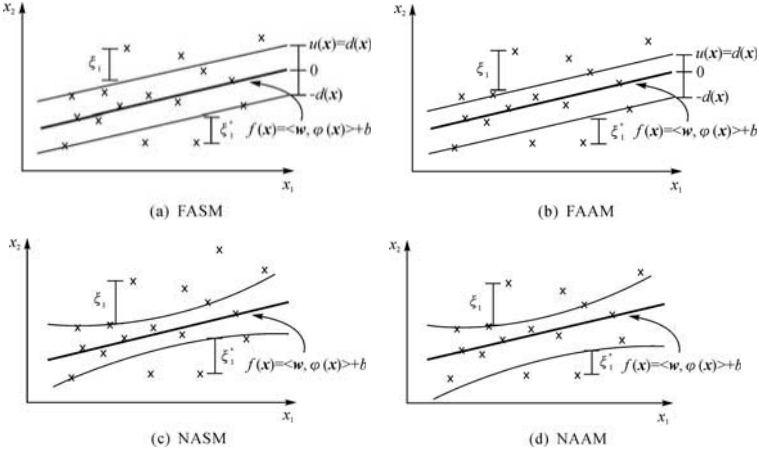 x₂
ξ₁
u(x)=d(x)
0
-d(x)
ξ₁*
f(x)=<w, φ(x)>+b
x₁
(a) FASM
x₂
ξ₁
u(x)=d(x)
0
-d(x)
ξ₁*
f(x)=<w, φ(x)>+b
x₁
(b) FAAM
x₂
ξ₁
ξ₁*
f(x)=<w, φ(x)>+b
x₁
(c) NASM
x₂
ξ₁
ξ₁*
f(x)=<w, φ(x)>+b
x₁
(d) NAAM